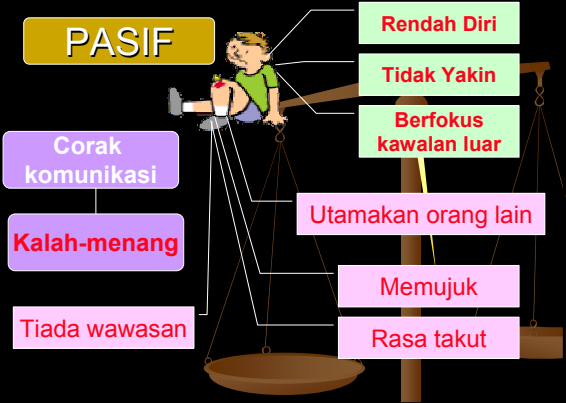 PASIF
Rendah Diri
Tidak Yakin
Berfokus
kawalan luar
Corak
komunikasi
Kalah-menang
Utamakan orang lain
Memujuk
Tiada wawasan
Rasa takut